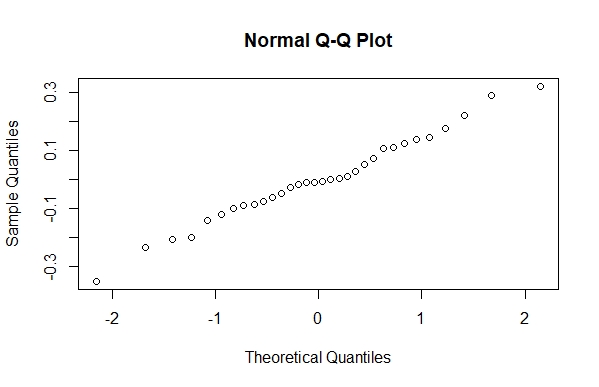 Normal Q-Q Plot
Sample Quantiles
0.3
0.1
-0.1
-0.3
-2 -1 0 1 2
Theoretical Quantiles